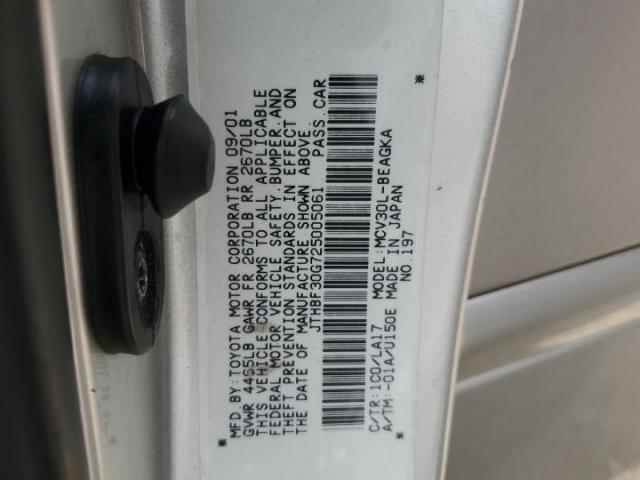 MFD.BY:TOYOTA MOTOR CORPORATION 09/01
GVWR 4455LB GAWR FR 2670LB RR 2670LB
THIS VEHICLE CONFORMS TO ALL APPLICABLE
FEDERAL MOTOR VEHICLE SAFETY, BUMPER, AND
THEFT PREVENTION STANDARDS IN EFFECT ON
THE DATE OF MANUFACTURE SHOWN ABOVE.
JTHBF30G725005061 PASS. CAR
* *
C/TR: 1C0/LA17 MODEL: MCV30L-BEAGKA
A/TM: -01A/U150E MADE IN JAPAN
NO.197
* *